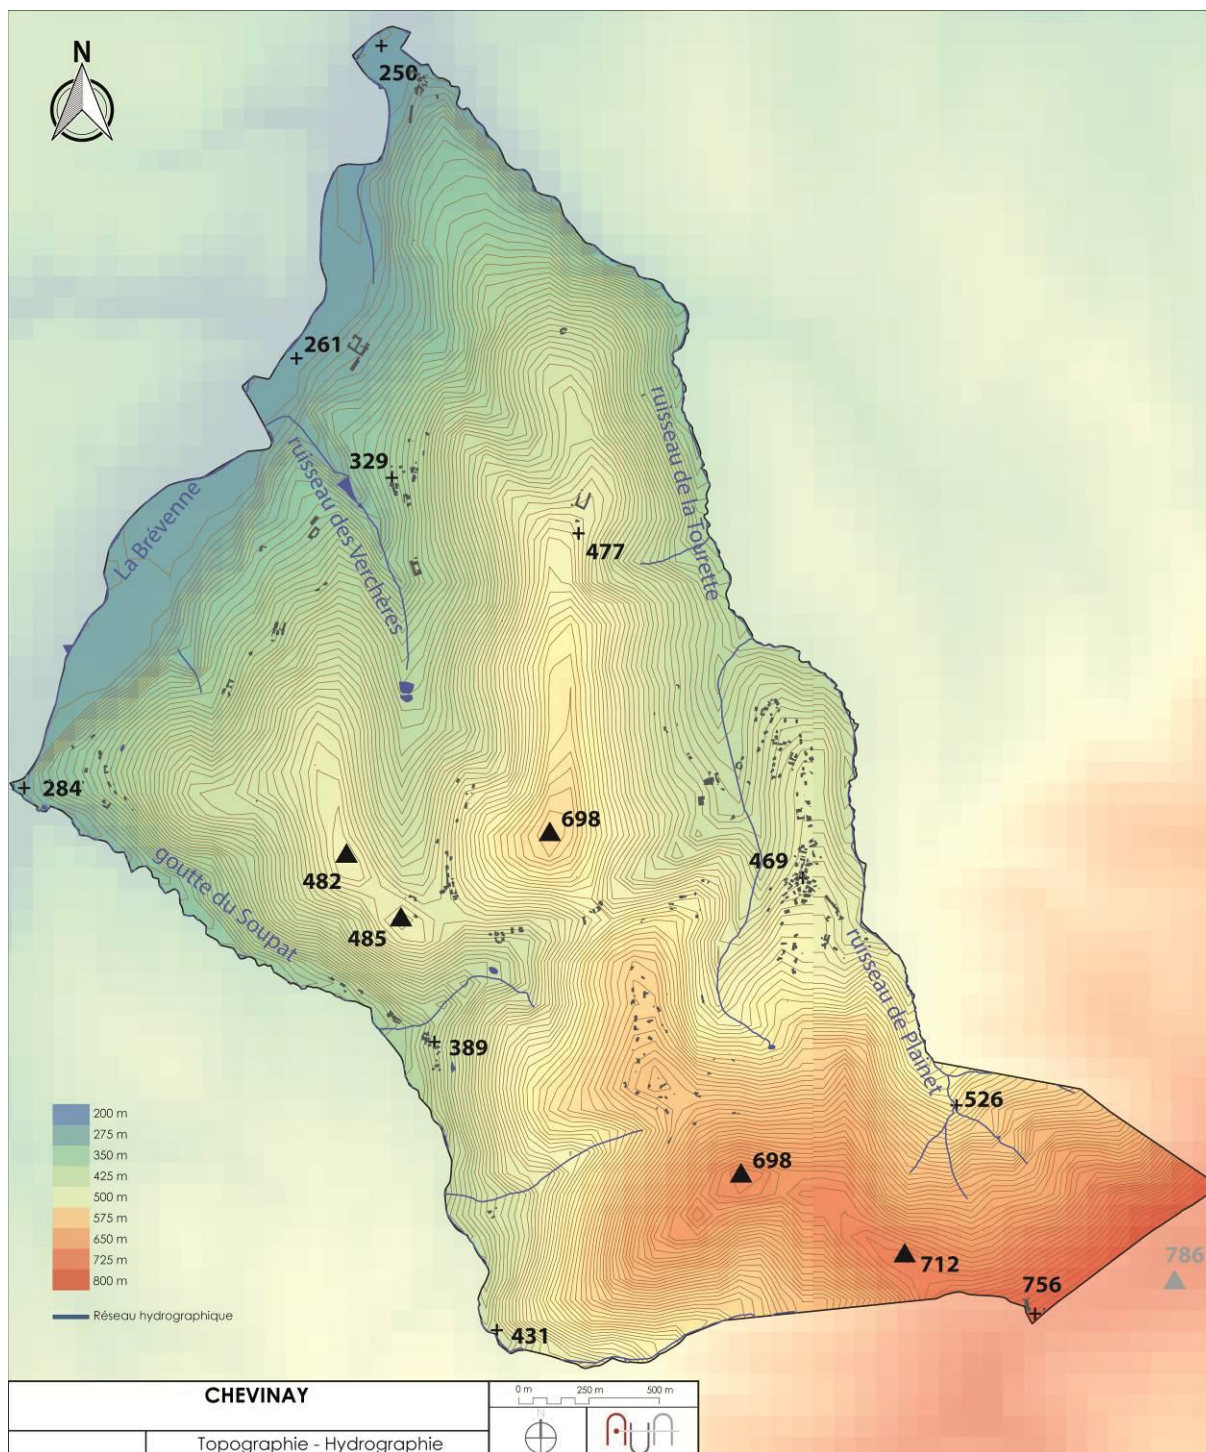 N
250
261
329
ruisseau des Verchères
La Brévenne
ruisseau de la Tourette
477
284
698
482
469
485
goutte du Soupat
ruisseau de Plainet
389
526
200 m
275 m
350 m
425 m
500 m
575 m
650 m
725 m
800 m
698
712
786
756
Réseau hydrographique
431
CHEVINAY
0 m 250 m 500 m
N
AUA
Topographie - Hydrographie